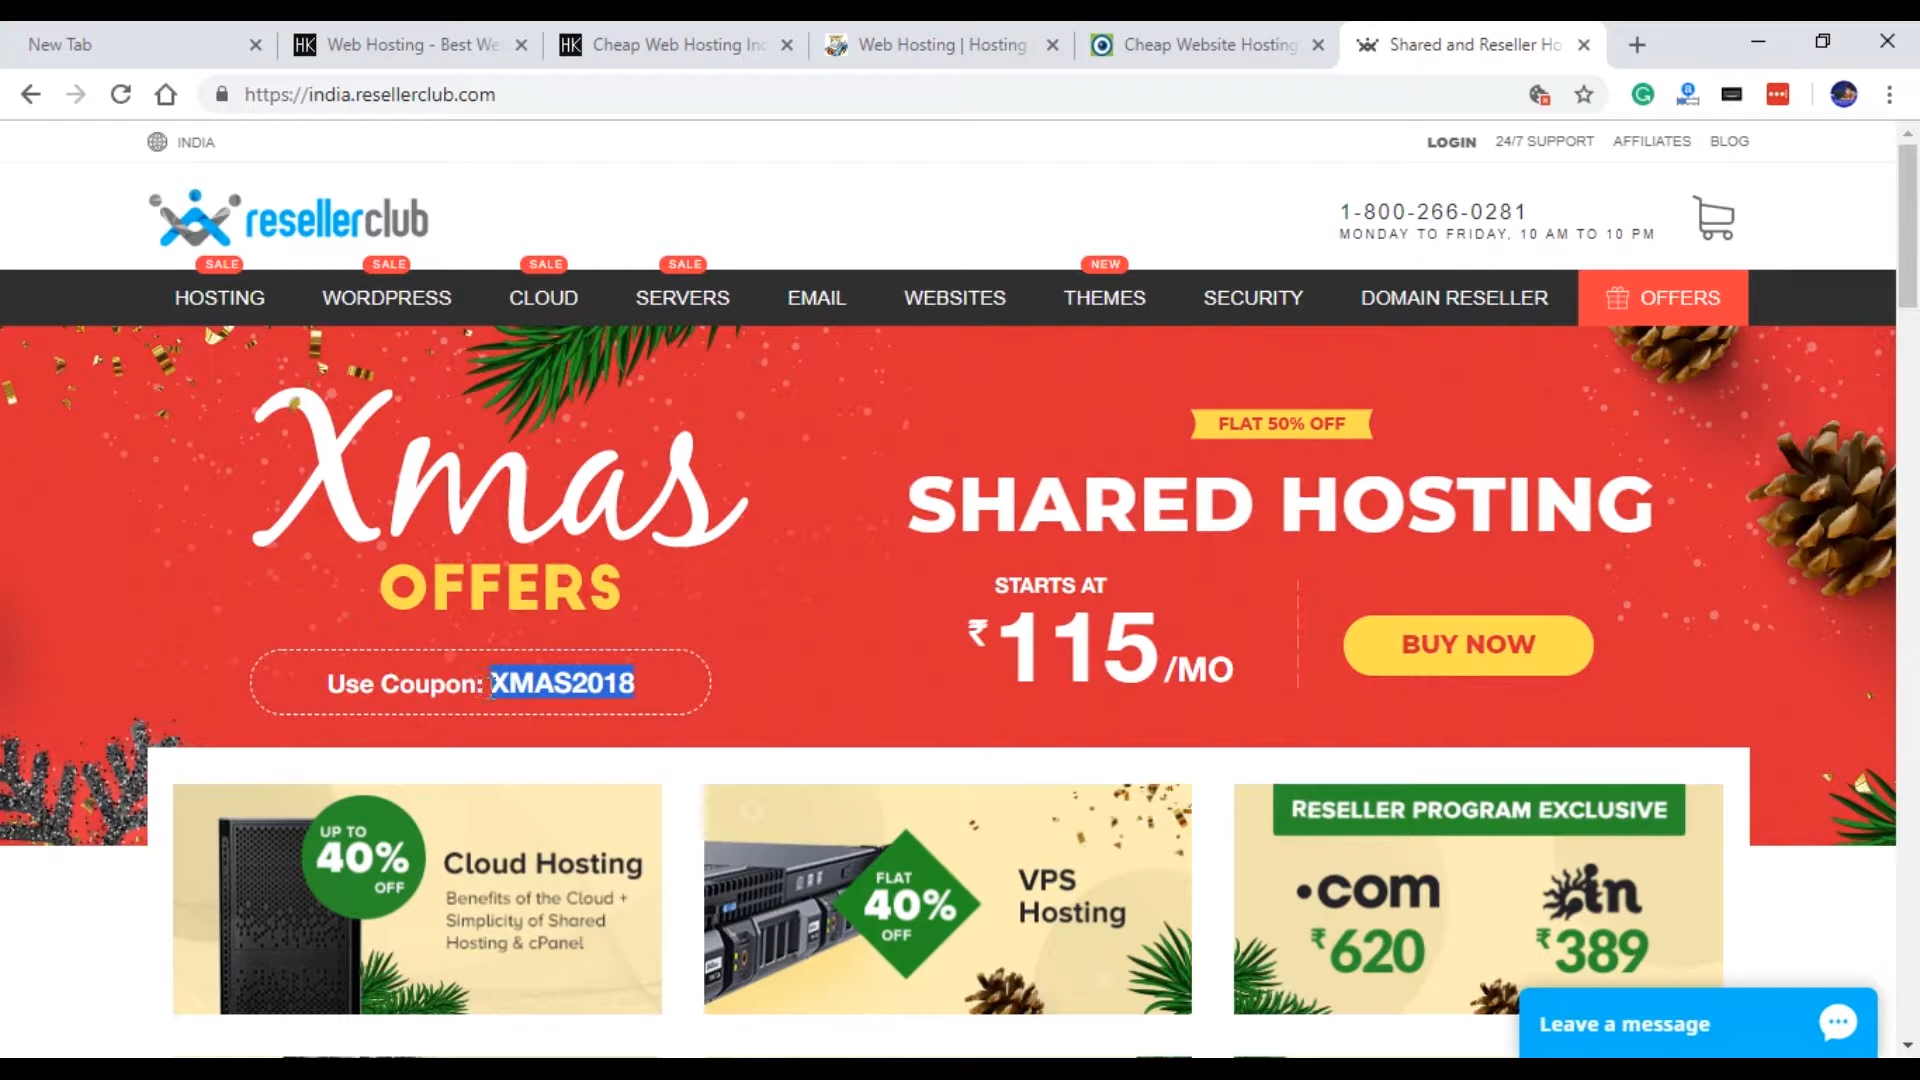 New Tab
Web Hosting - Best We
Cheap Web Hosting Inc
Web Hosting | Hosting
Cheap Website Hosting
Shared and Reseller Ho
https://india.resellerclub.com
INDIA
LOGIN 24/7 SUPPORT AFFILIATES BLOG
resellerclub
1-800-266-0281
MONDAY TO FRIDAY, 10 AM TO 10 PM
SALE SALE SALE SALE NEW
HOSTING WORDPRESS CLOUD SERVERS EMAIL WEBSITES THEMES SECURITY DOMAIN RESELLER OFFERS
Xmas
OFFERS
Use Coupon: XMAS2018
FLAT 50% OFF
SHARED HOSTING
STARTS AT
₹115/MO
BUY NOW
UP TO
40%
OFF
Cloud Hosting
Benefits of the Cloud +
Simplicity of Shared
Hosting & cPanel
FLAT
40%
OFF
VPS
Hosting
RESELLER PROGRAM EXCLUSIVE
.com
₹620
.in
₹389
Leave a message